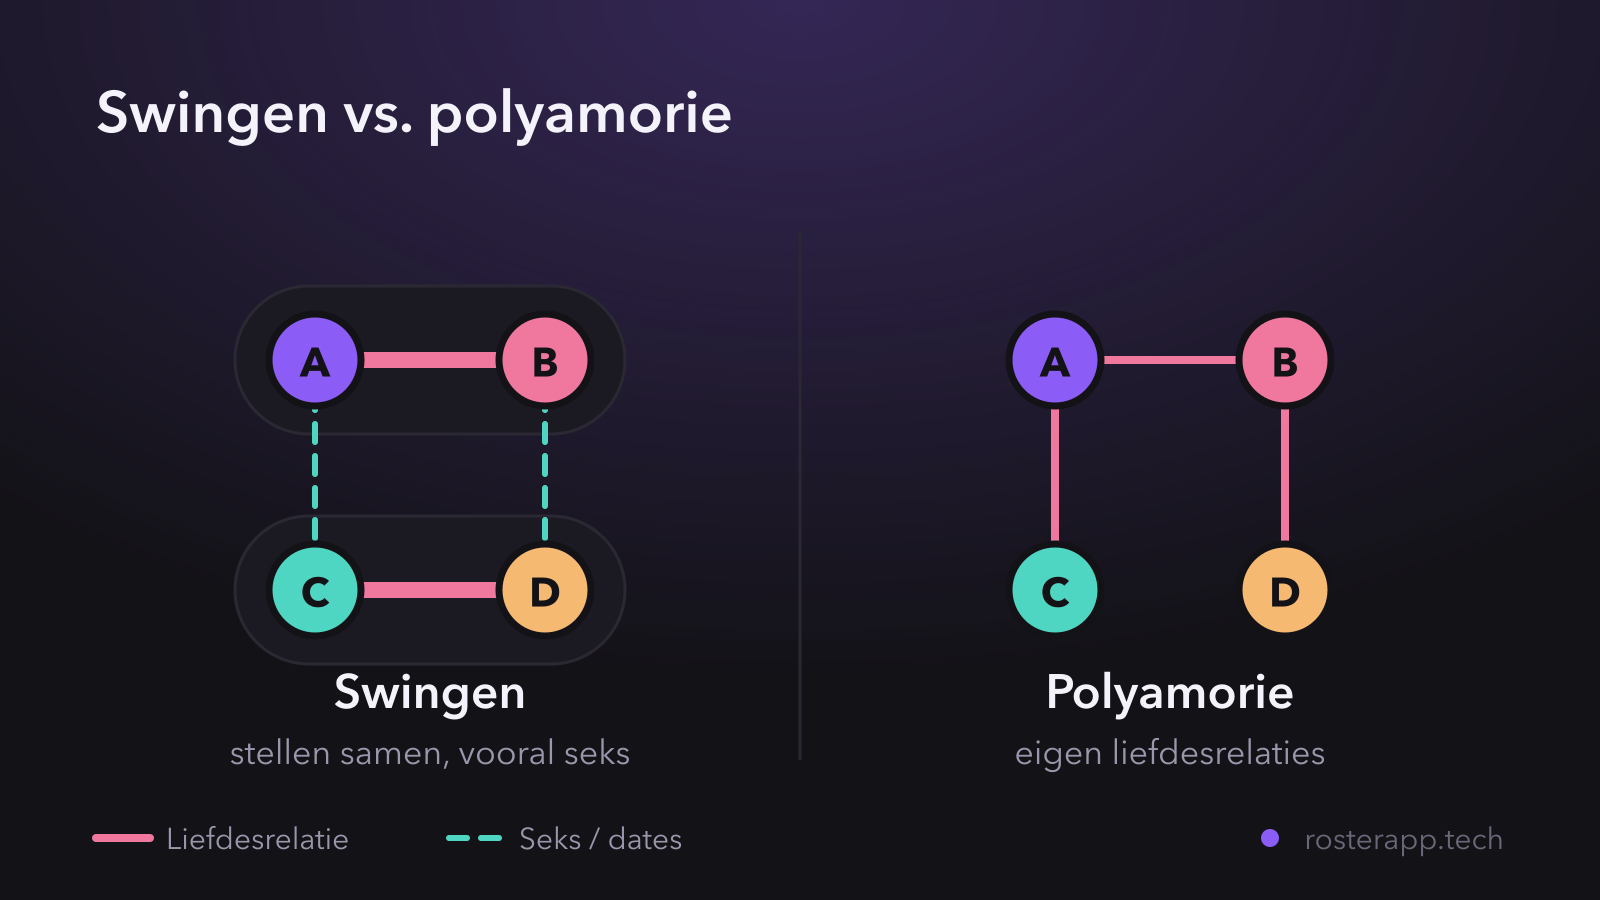 Swingen vs. polyamorie
A
B
C
D
Swingen
stellen samen, vooral seks
A
B
C
D
Polyamorie
eigen liefdesrelaties
Liefdesrelatie
Seks / dates
rosterapp.tech